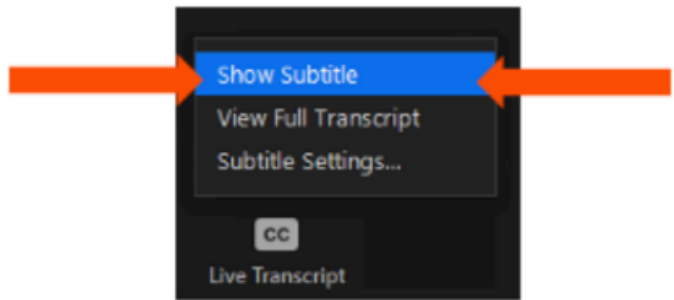 Show Subtitle
View Full Transcript
Subtitle Settings...
CC
Live Transcript